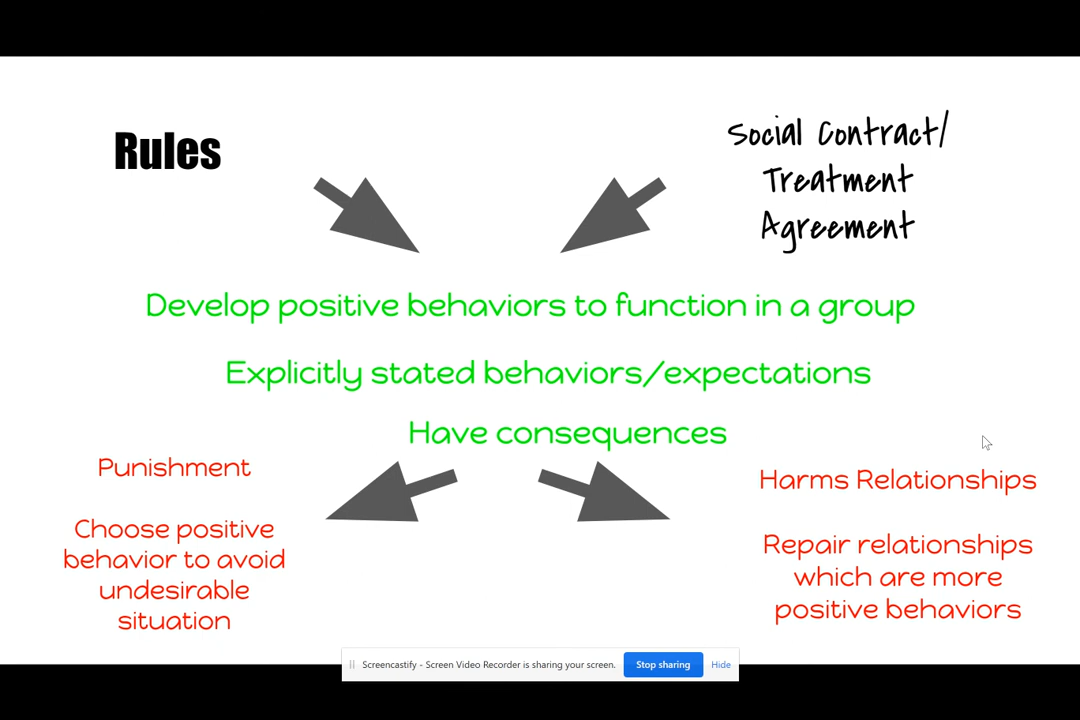 Rules
Social Contract/
Treatment
Agreement
Develop positive behaviors to function in a group
Explicitly stated behaviors/expectations
Have consequences
Punishment
Choose positive
behavior to avoid
undesirable
situation
Harms Relationships
Repair relationships
which are more
positive behaviors
Screencastify - Screen Video Recorder is sharing your screen.
Stop sharing
Hide